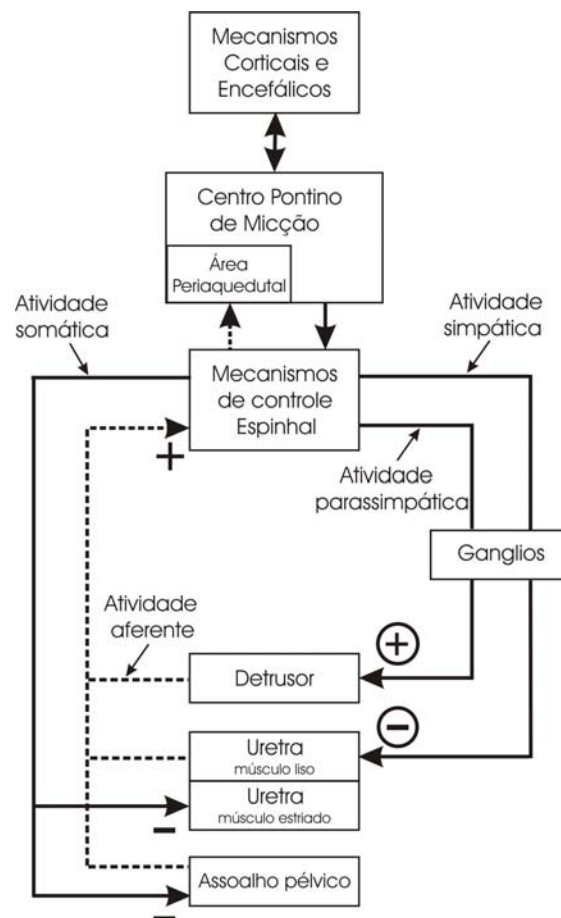 Mecanismos
Corticais e
Encefálicos
Centro Pontino
de Micção
Área
Periaquedutal
Atividade
somática
Atividade
simpática
Mecanismos
de controle
Espinhal
+
Atividade
parassimpática
Ganglios
Atividade
aferente
+
Detrusor
−
Uretra
músculo liso
Uretra
músculo estriado
−
Assoalho pélvico
−